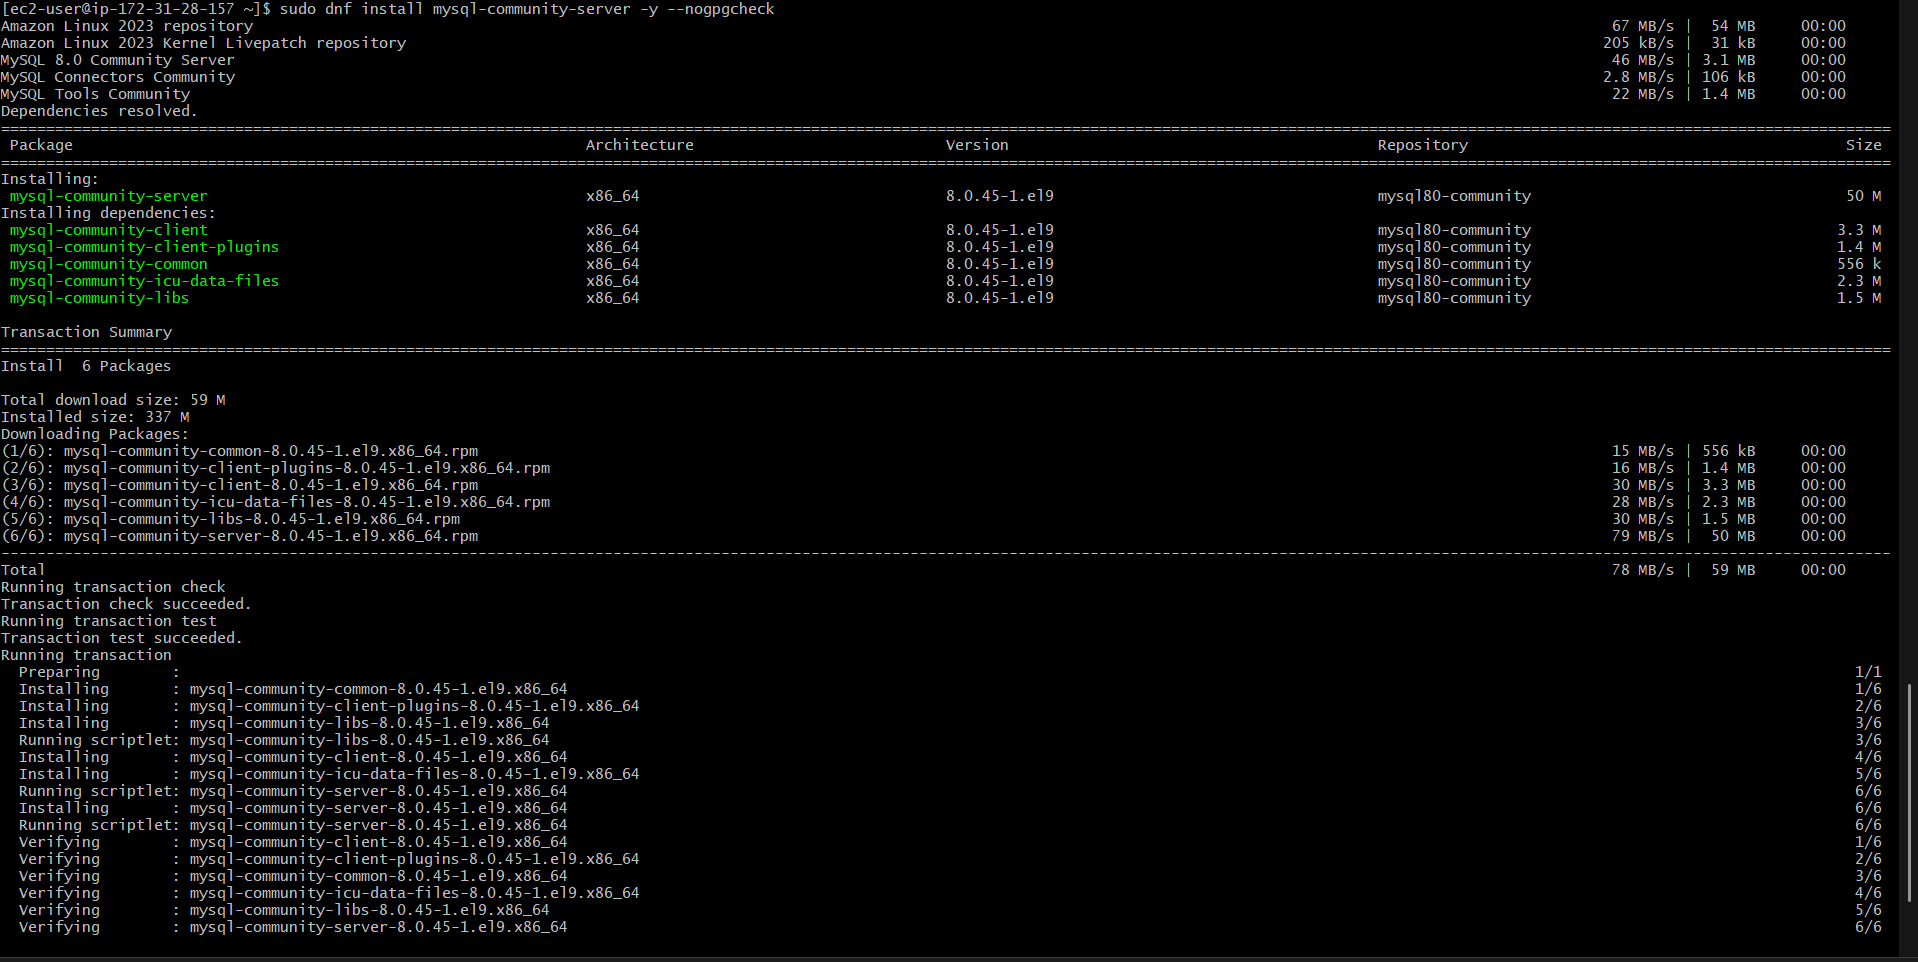 [ec2-user@ip-172-31-28-157 ~]$ sudo dnf install mysql-community-server -y --nogpgcheck
Amazon Linux 2023 repository 67 MB/s | 54 MB 00:00
Amazon Linux 2023 Kernel Livepatch repository 205 kB/s | 31 kB 00:00
MySQL 8.0 Community Server 46 MB/s | 3.1 MB 00:00
MySQL Connectors Community 2.8 MB/s | 106 kB 00:00
MySQL Tools Community 22 MB/s | 1.4 MB 00:00
Dependencies resolved.
Package Architecture Version Repository Size
Installing:
mysql-community-server x86_64 8.0.45-1.el9 mysql80-community 50 M
Installing dependencies:
mysql-community-client x86_64 8.0.45-1.el9 mysql80-community 3.3 M
mysql-community-client-plugins x86_64 8.0.45-1.el9 mysql80-community 1.4 M
mysql-community-common x86_64 8.0.45-1.el9 mysql80-community 556 k
mysql-community-icu-data-files x86_64 8.0.45-1.el9 mysql80-community 2.3 M
mysql-community-libs x86_64 8.0.45-1.el9 mysql80-community 1.5 M
Transaction Summary
Install 6 Packages
Total download size: 59 M
Installed size: 337 M
Downloading Packages:
(1/6): mysql-community-common-8.0.45-1.el9.x86_64.rpm 15 MB/s | 556 kB 00:00
(2/6): mysql-community-client-plugins-8.0.45-1.el9.x86_64.rpm 16 MB/s | 1.4 MB 00:00
(3/6): mysql-community-client-8.0.45-1.el9.x86_64.rpm 30 MB/s | 3.3 MB 00:00
(4/6): mysql-community-icu-data-files-8.0.45-1.el9.x86_64.rpm 28 MB/s | 2.3 MB 00:00
(5/6): mysql-community-libs-8.0.45-1.el9.x86_64.rpm 30 MB/s | 1.5 MB 00:00
(6/6): mysql-community-server-8.0.45-1.el9.x86_64.rpm 79 MB/s | 50 MB 00:00
Total 78 MB/s | 59 MB 00:00
Running transaction check
Transaction check succeeded.
Running transaction test
Transaction test succeeded.
Running transaction
Preparing : 1/1
Installing : mysql-community-common-8.0.45-1.el9.x86_64 1/6
Installing : mysql-community-client-plugins-8.0.45-1.el9.x86_64 2/6
Installing : mysql-community-libs-8.0.45-1.el9.x86_64 3/6
Running scriptlet: mysql-community-libs-8.0.45-1.el9.x86_64 3/6
Installing : mysql-community-client-8.0.45-1.el9.x86_64 4/6
Installing : mysql-community-icu-data-files-8.0.45-1.el9.x86_64 5/6
Running scriptlet: mysql-community-server-8.0.45-1.el9.x86_64 6/6
Installing : mysql-community-server-8.0.45-1.el9.x86_64 6/6
Running scriptlet: mysql-community-server-8.0.45-1.el9.x86_64 6/6
Verifying : mysql-community-client-8.0.45-1.el9.x86_64 1/6
Verifying : mysql-community-client-plugins-8.0.45-1.el9.x86_64 2/6
Verifying : mysql-community-common-8.0.45-1.el9.x86_64 3/6
Verifying : mysql-community-icu-data-files-8.0.45-1.el9.x86_64 4/6
Verifying : mysql-community-libs-8.0.45-1.el9.x86_64 5/6
Verifying : mysql-community-server-8.0.45-1.el9.x86_64 6/6